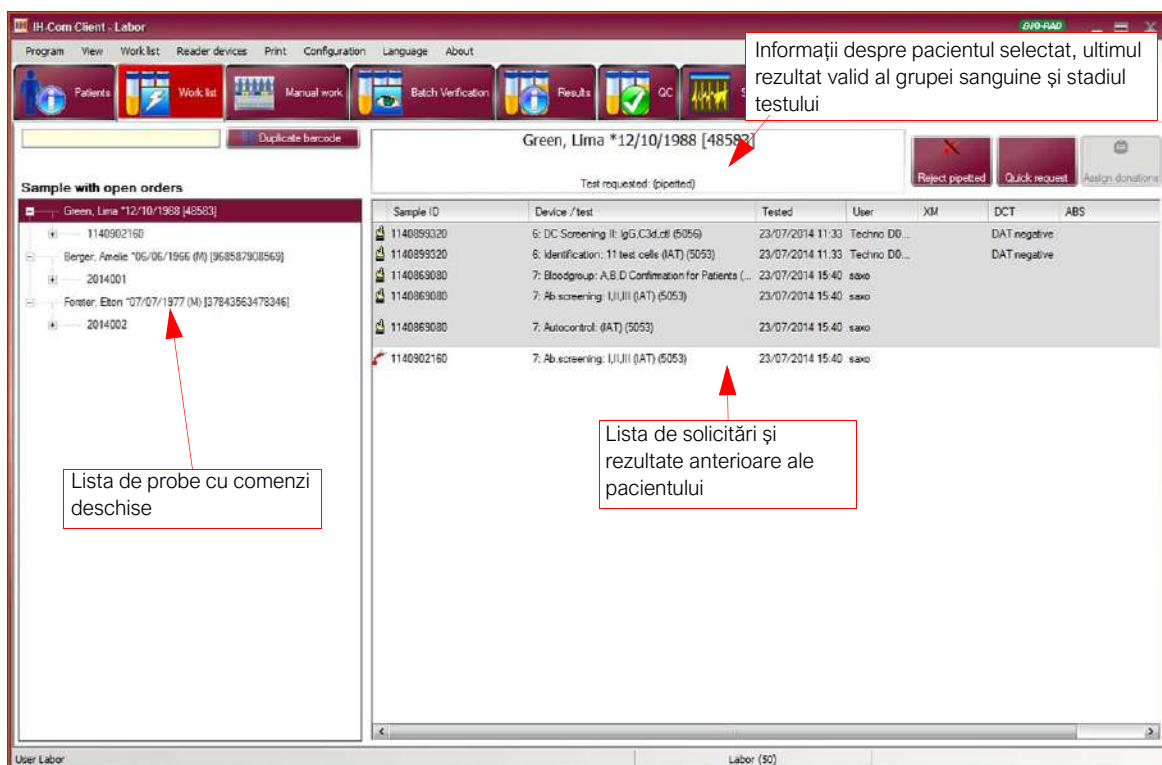 IH-Com Client - Labor
BIO-RAD
Program View Work list Reader devices Print Configuration Language About
Informații despre pacientul selectat, ultimul
rezultat valid al grupei sanguine și stadiul
testului
Patients Work list Manual work Batch Verification Results QC S
Duplicate barcode
Green, Lima *12/10/1988 [48583]
Test requested: (pipetted)
Reject pipetted Quick request Assign donations
Sample with open orders
Green, Lima *12/10/1988 [48583]
1140902160
Berger, Amelie *06/06/1966 (M) [968587908569]
2014001
Forster, Elton *07/07/1977 (M) [37843563478346]
2014002
Sample ID Device / test Tested User XM DCT ABS
1140899320 6: DC Screening II: IgG,C3d,ctl (5056) 23/07/2014 11:33 Techno D0... DAT negative
1140899320 6: Identification: 11 test cells (IAT) (5053) 23/07/2014 11:33 Techno D0... DAT negative
1140869080 7: Bloodgroup: A,B,D Confirmation for Patients (... 23/07/2014 15:40 saxo
1140869080 7: Ab.screening: I,II,III (IAT) (5053) 23/07/2014 15:40 saxo
1140869080 7: Autocontrol: (IAT) (5053) 23/07/2014 15:40 saxo
1140902160 7: Ab.screening: I,II,III (IAT) (5053) 23/07/2014 15:40 saxo
Lista de solicitări și
rezultate anterioare ale
pacientului
Lista de probe cu comenzi
deschise
User Labor Labor (50)